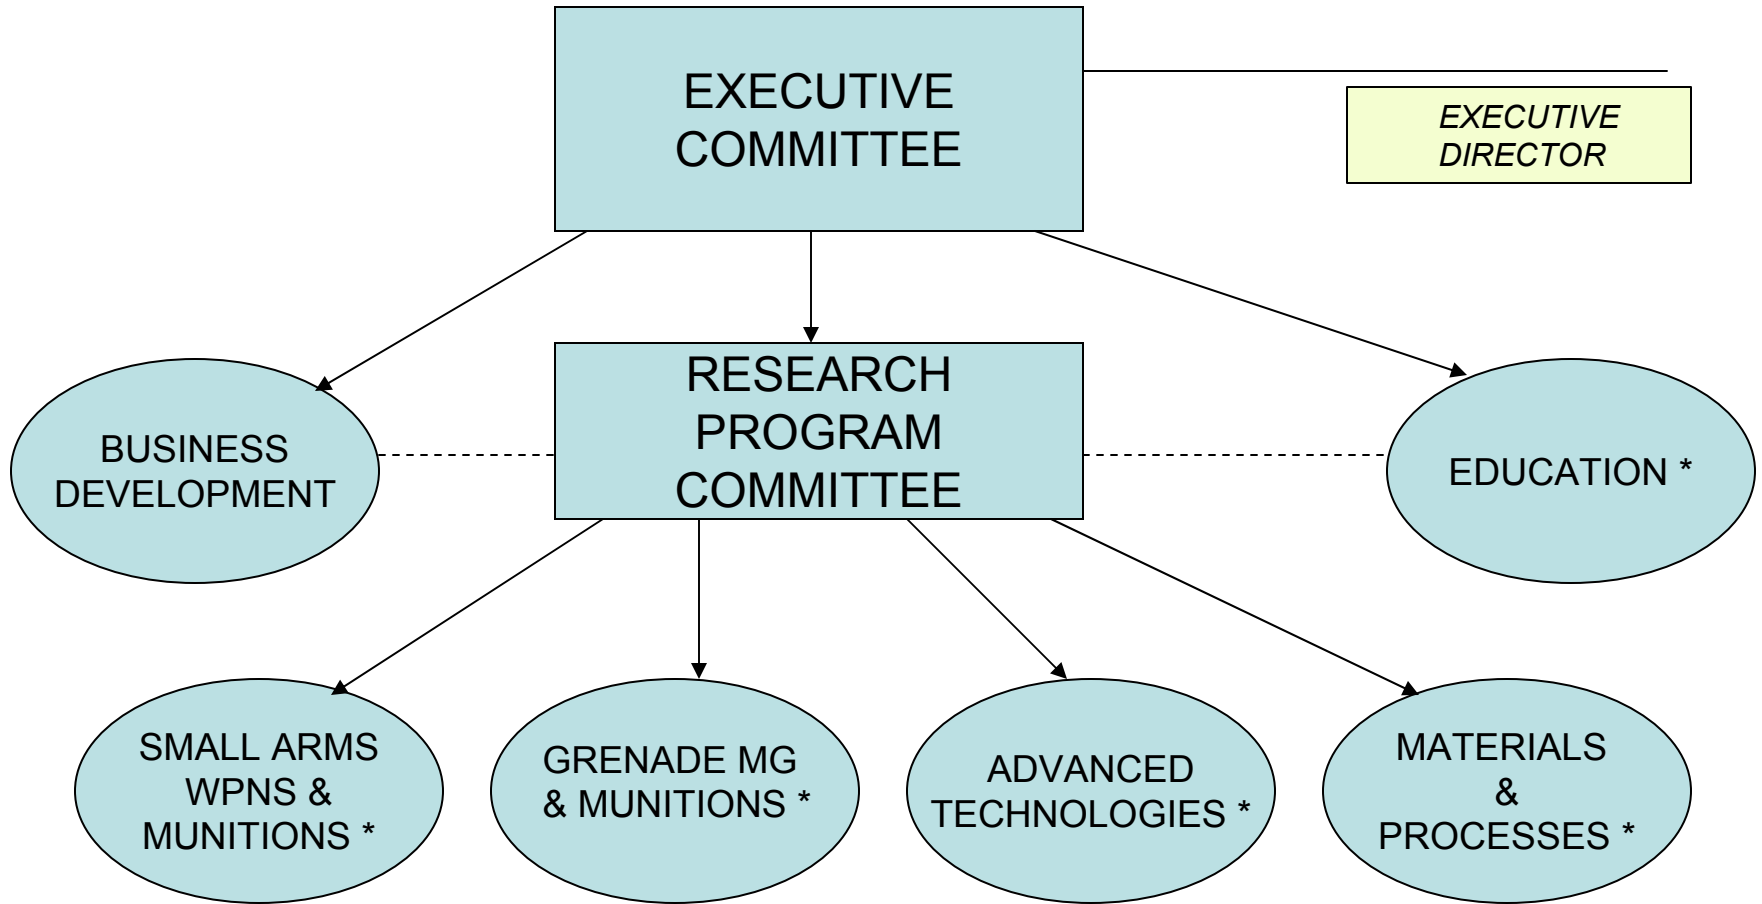 EXECUTIVE
COMMITTEE
EXECUTIVE
DIRECTOR
BUSINESS
DEVELOPMENT
RESEARCH
PROGRAM
COMMITTEE
EDUCATION *
SMALL ARMS
WPNS &
MUNITIONS *
GRENADE MG
& MUNITIONS *
ADVANCED
TECHNOLOGIES *
MATERIALS
&
PROCESSES *